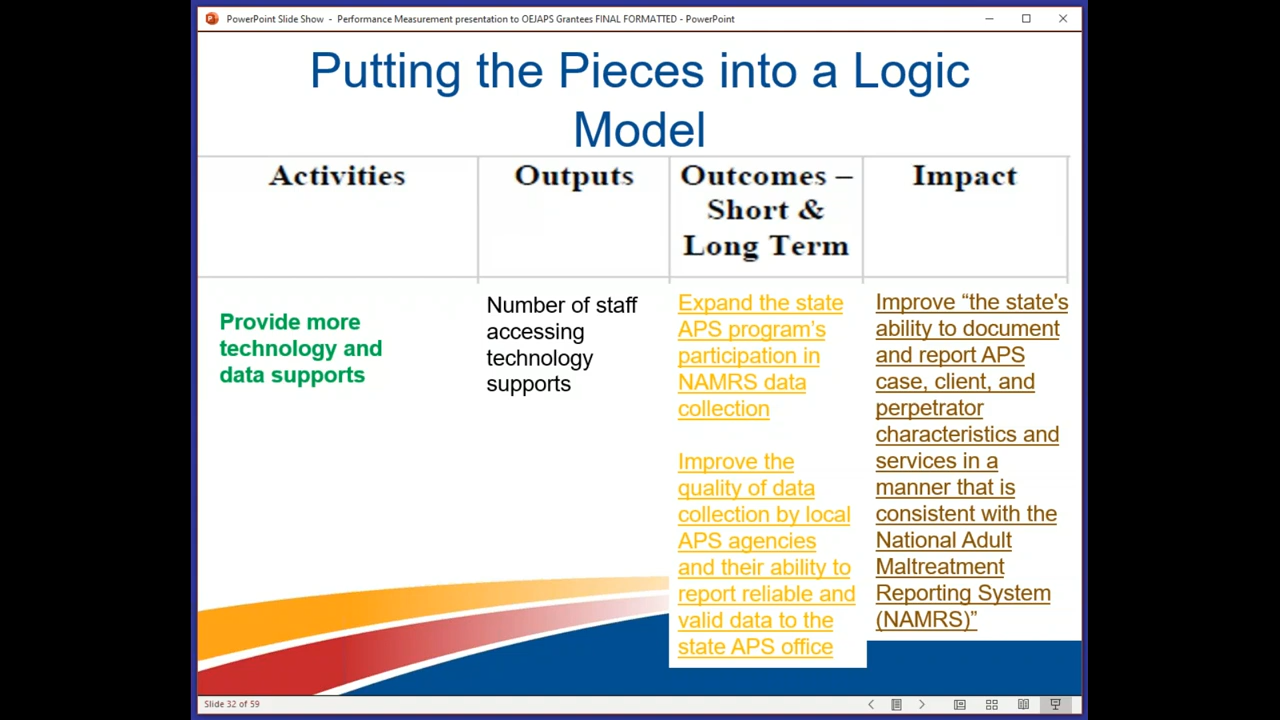 PowerPoint Slide Show - Performance Measurement presentation to OEJAPS Grantees FINAL FORMATTED - PowerPoint
Putting the Pieces into a Logic
Model
Activities
Outputs
Outcomes –
Short &
Long Term
Impact
Provide more
technology and
data supports
Number of staff
accessing
technology
supports
Expand the state
APS program’s
participation in
NAMRS data
collection
Improve the
quality of data
collection by local
APS agencies
and their ability to
report reliable and
valid data to the
state APS office
Improve “the state's
ability to document
and report APS
case, client, and
perpetrator
characteristics and
services in a
manner that is
consistent with the
National Adult
Maltreatment
Reporting System
(NAMRS)”
Slide 32 of 59